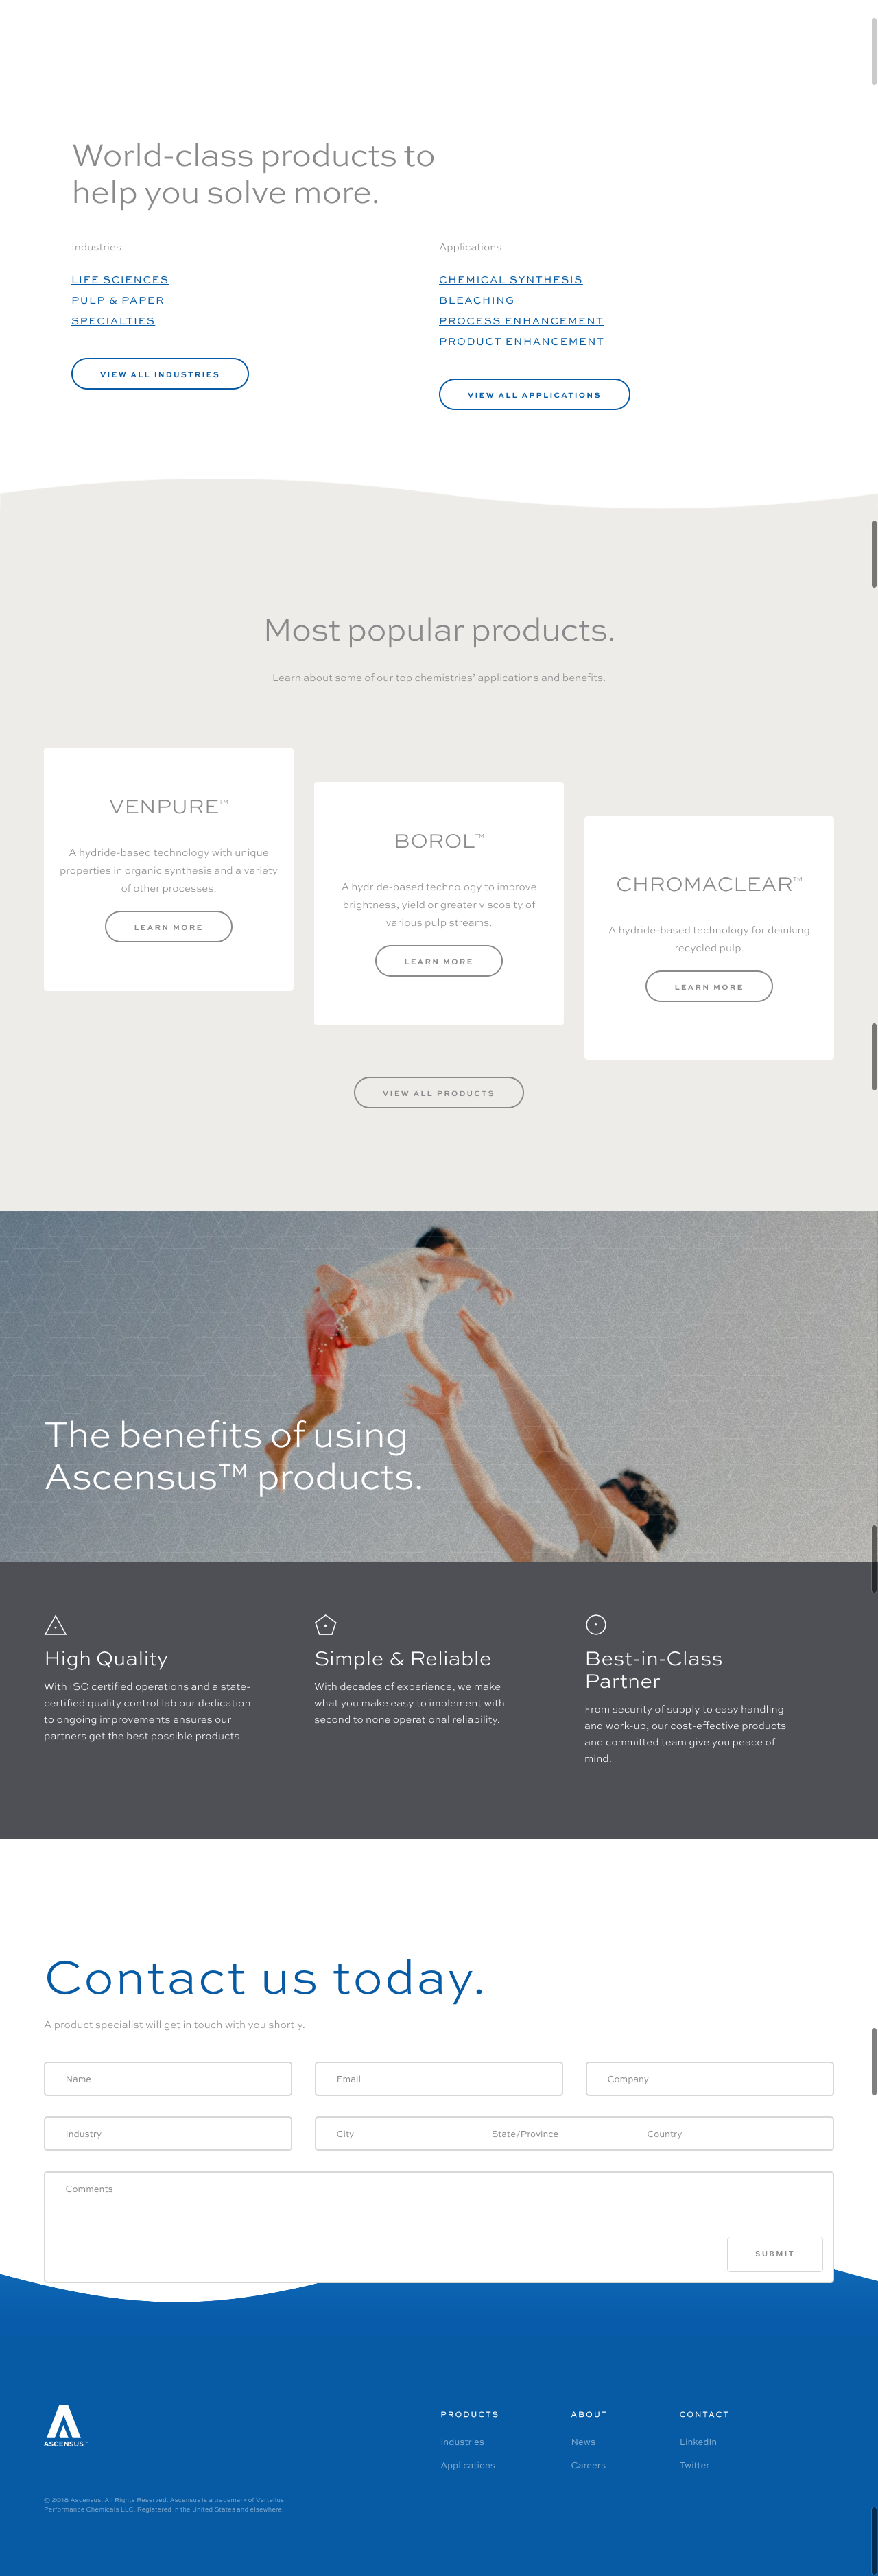 World-class products to
help you solve more.
Industries
LIFE SCIENCES
PULP & PAPER
SPECIALTIES
VIEW ALL INDUSTRIES
Applications
CHEMICAL SYNTHESIS
BLEACHING
PROCESS ENHANCEMENT
PRODUCT ENHANCEMENT
VIEW ALL APPLICATIONS
Most popular products.
Learn about some of our top chemistries' applications and benefits.
VENPURE™
A hydride-based technology with unique
properties in organic synthesis and a variety
of other processes.
LEARN MORE
BOROL™
A hydride-based technology to improve
brightness, yield or greater viscosity of
various pulp streams.
LEARN MORE
CHROMACLEAR™
A hydride-based technology for deinking
recycled pulp.
LEARN MORE
VIEW ALL PRODUCTS
The benefits of using
Ascensus™ products.
High Quality
With ISO certified operations and a state-
certified quality control lab our dedication
to ongoing improvements ensures our
partners get the best possible products.
Simple & Reliable
With decades of experience, we make
what you make easy to implement with
second to none operational reliability.
Best-in-Class
Partner
From security of supply to easy handling
and work-up, our cost-effective products
and committed team give you peace of
mind.
Contact us today.
A product specialist will get in touch with you shortly.
Name
Email
Company
Industry
City
State/Province
Country
Comments
SUBMIT
ASCENSUS™
PRODUCTS
Industries
Applications
ABOUT
News
Careers
CONTACT
LinkedIn
Twitter
© 2018 Ascensus. All Rights Reserved. Ascensus is a trademark of Vertellus
Performance Chemicals LLC. Registered in the United States and elsewhere.